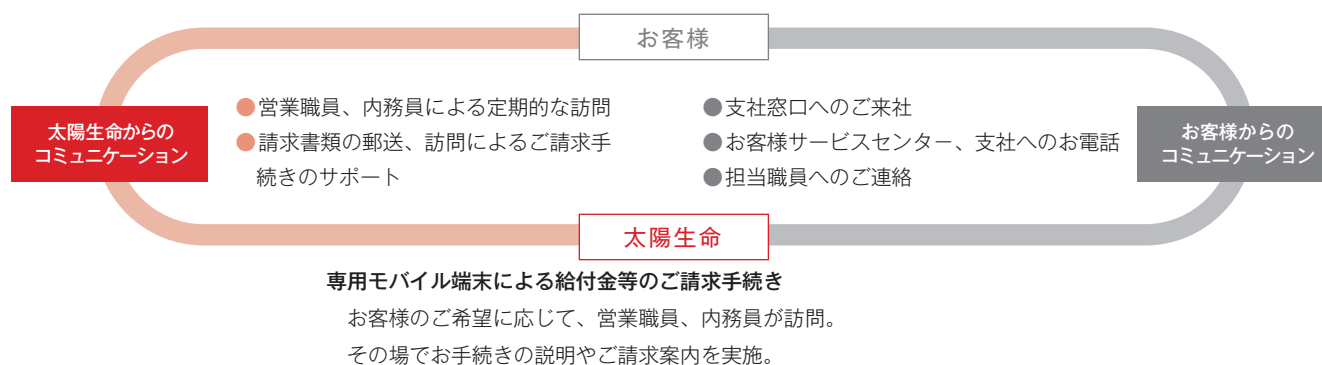 お客様
太陽生命からの
コミュニケーション
●営業職員、内務員による定期的な訪問
●請求書類の郵送、訪問によるご請求手
続きのサポート
●支社窓口へのご来社
●お客様サービスセンター、支社へのお電話
●担当職員へのご連絡
お客様からの
コミュニケーション
太陽生命
専用モバイル端末による給付金等のご請求手続き
お客様のご希望に応じて、営業職員、内務員が訪問。
その場でお手続きの説明やご請求案内を実施。